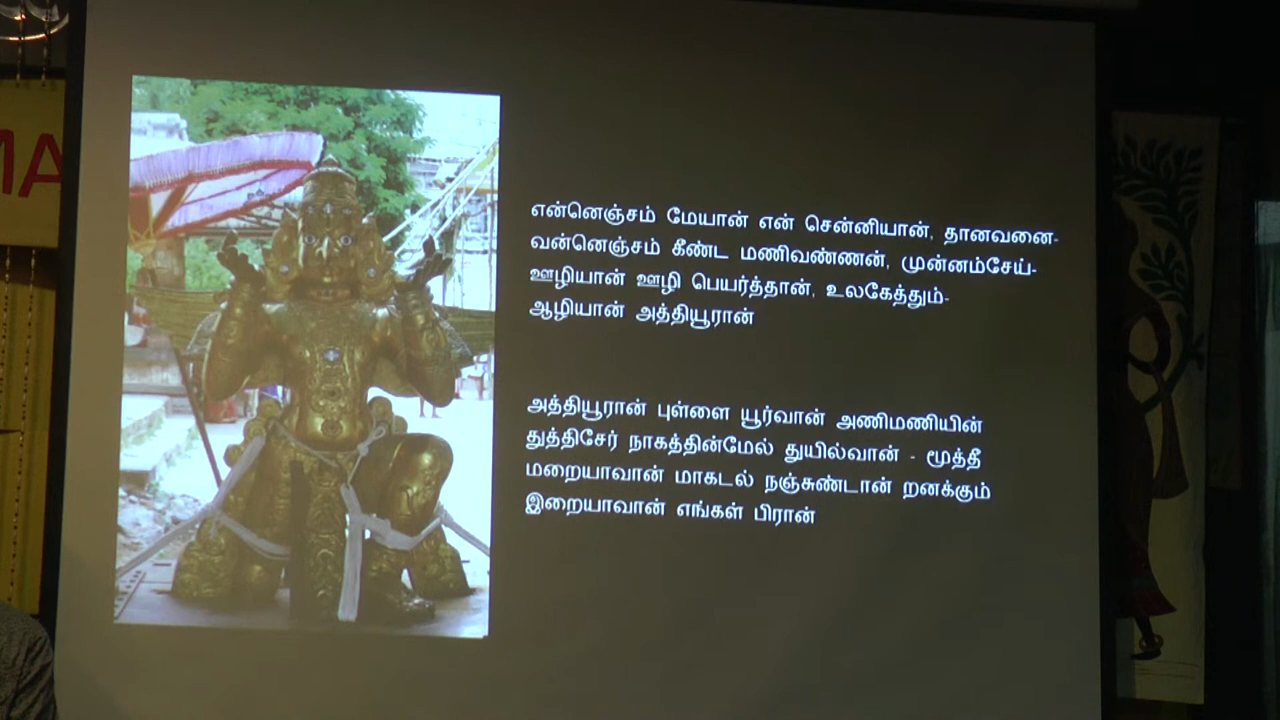 MA
என்னெஞ்சம் மேயான் என் சென்னியான், தானவனை-
வன்னெஞ்சம் கீண்ட மணிவண்ணன், முன்னம்சேய்-
ஊழியான் ஊழி பெயர்த்தான், உலகேத்தும்-
ஆழியான் அத்தியூரான்
அத்தியூரான் புள்ளை யூர்வான் அணிமணியின்
துத்திசேர் நாகத்தின்மேல் துயில்வான் - மூத்தீ
மறையாவான் மாகடல் நஞ்சுண்டான் றனக்கும்
இறையாவான் எங்கள் பிரான்